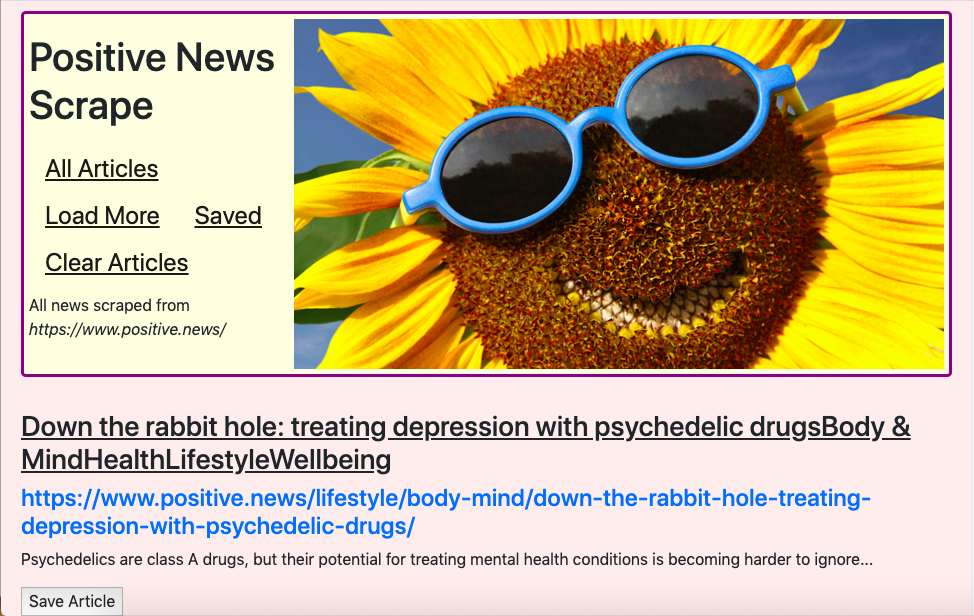 Positive News
Scrape
All Articles
Load More Saved
Clear Articles
All news scraped from
https://www.positive.news/
Down the rabbit hole: treating depression with psychedelic drugsBody &
MindHealthLifestyleWellbeing
https://www.positive.news/lifestyle/body-mind/down-the-rabbit-hole-treating-
depression-with-psychedelic-drugs/
Psychedelics are class A drugs, but their potential for treating mental health conditions is becoming harder to ignore...
Save Article